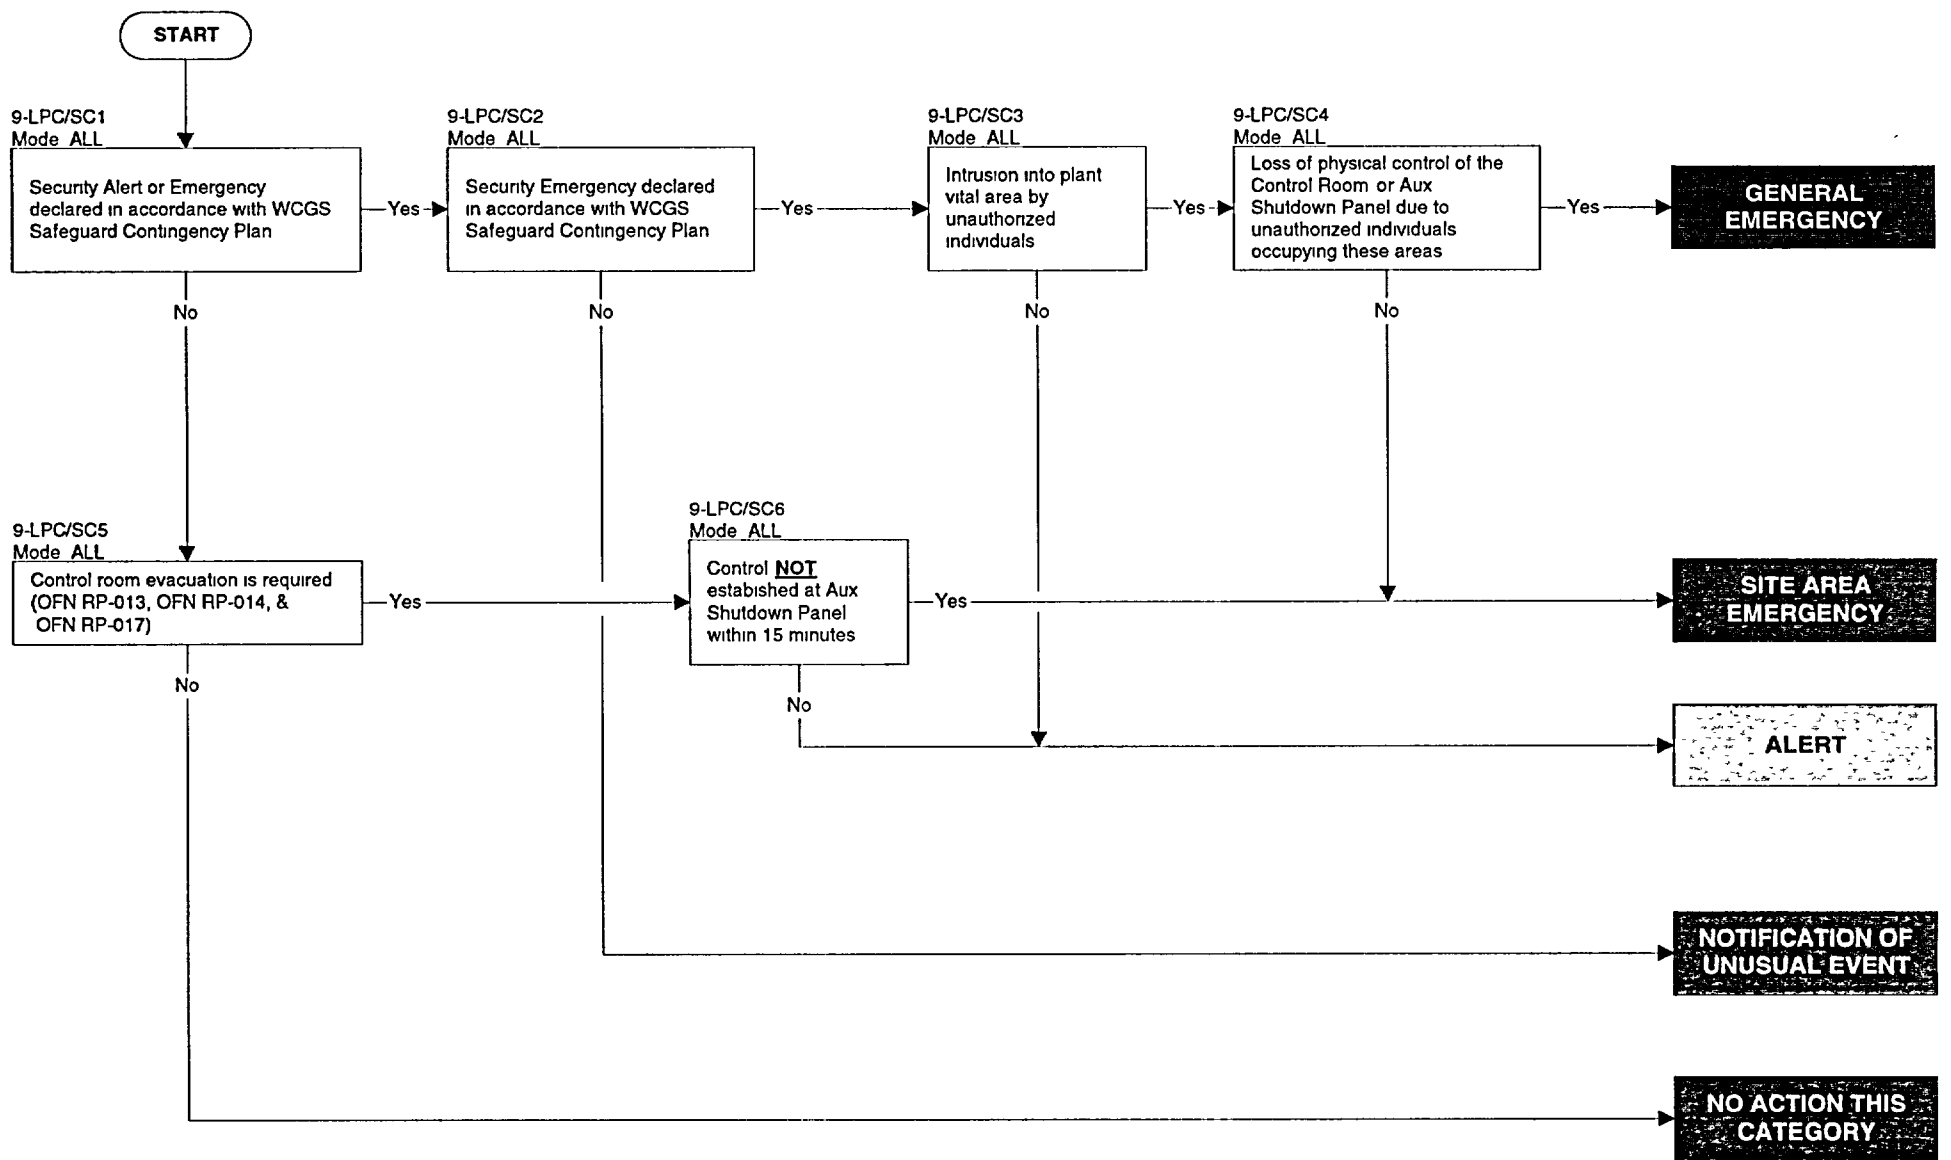 START
9-LPC/SC1
Mode ALL
Security Alert or Emergency
declared in accordance with WCGS
Safeguard Contingency Plan
Yes
No
9-LPC/SC2
Mode ALL
Security Emergency declared
in accordance with WCGS
Safeguard Contingency Plan
Yes
No
9-LPC/SC3
Mode ALL
Intrusion into plant
vital area by
unauthorized
individuals
Yes
No
9-LPC/SC4
Mode ALL
Loss of physical control of the
Control Room or Aux
Shutdown Panel due to
unauthorized individuals
occupying these areas
Yes
No
GENERAL
EMERGENCY
9-LPC/SC5
Mode ALL
Control room evacuation is required
(OFN RP-013, OFN RP-014, &
OFN RP-017)
Yes
No
9-LPC/SC6
Mode ALL
Control NOT
established at Aux
Shutdown Panel
within 15 minutes
Yes
No
SITE AREA
EMERGENCY
ALERT
NOTIFICATION OF
UNUSUAL EVENT
NO ACTION THIS
CATEGORY